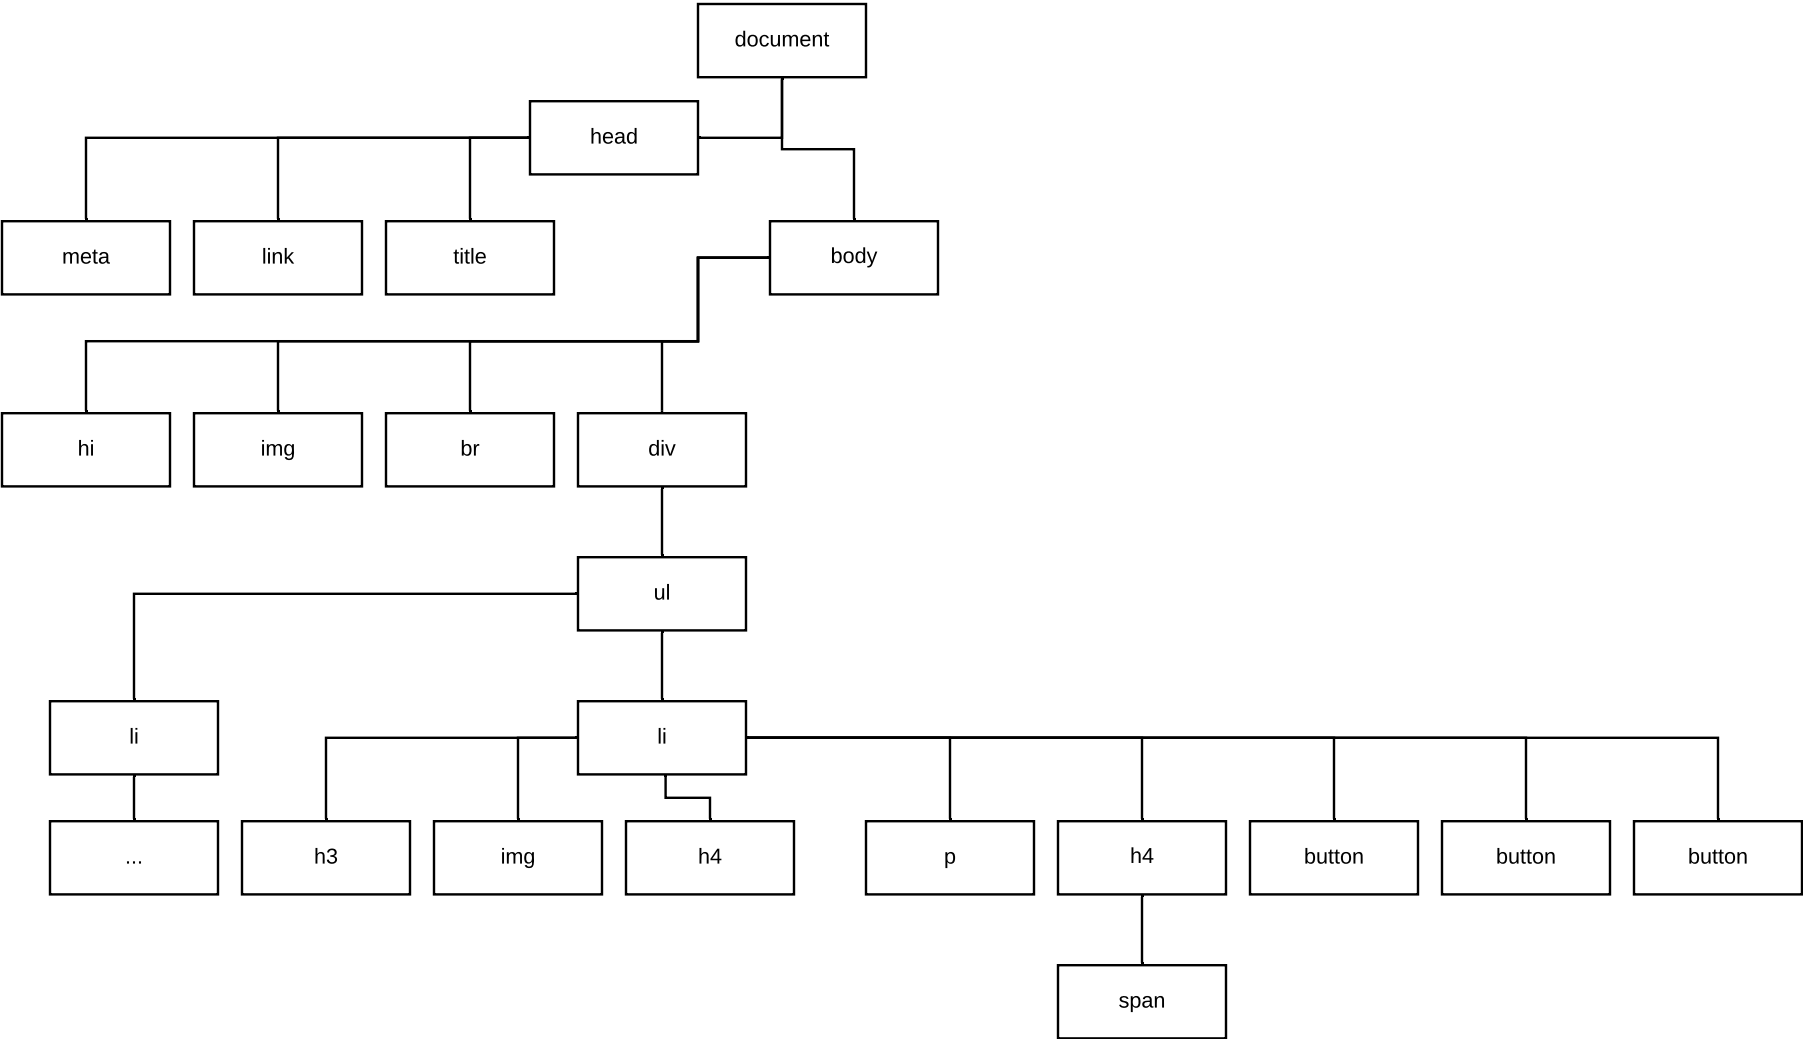 document
head
meta
link
title
body
hi
img
br
div
ul
li
li
...
h3
img
h4
p
h4
button
button
button
span